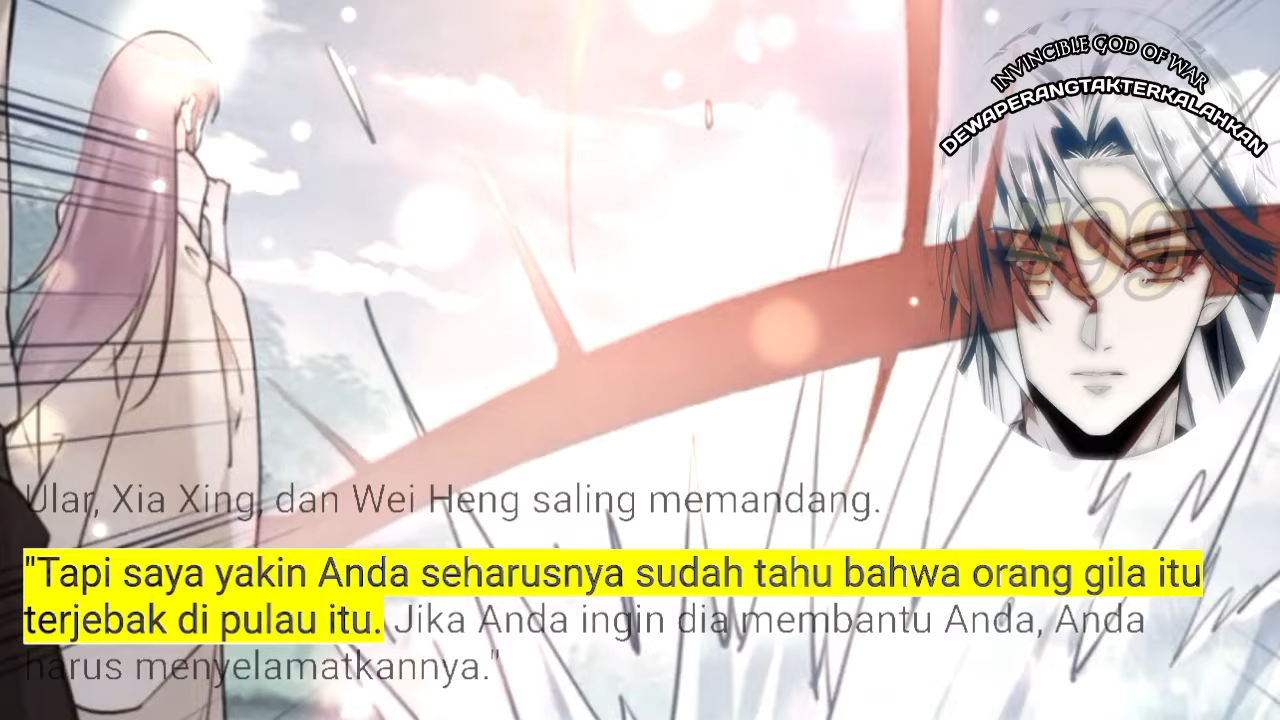 INVINCIBLE GOD OF WAR
DEWAPERANGTAKTERKALAHKAN
499
Ular, Xia Xing, dan Wei Heng saling memandang.
"Tapi saya yakin Anda seharusnya sudah tahu bahwa orang gila itu
terjebak di pulau itu. Jika Anda ingin dia membantu Anda, Anda
harus menyelamatkannya."